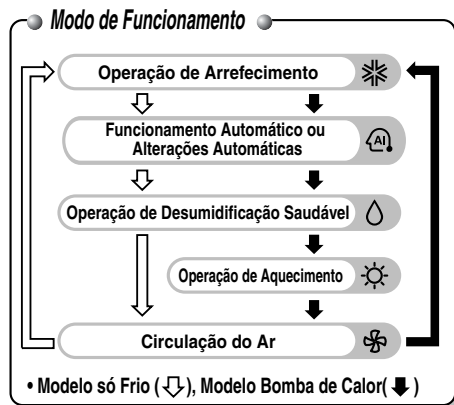 Modo de Funcionamento
Operação de Arrefecimento
Funcionamento Automático ou
Alterações Automáticas
AI
Operação de Desumidificação Saudável
Operação de Aquecimento
Circulação do Ar
• Modelo só Frio (⇩), Modelo Bomba de Calor(🡇)